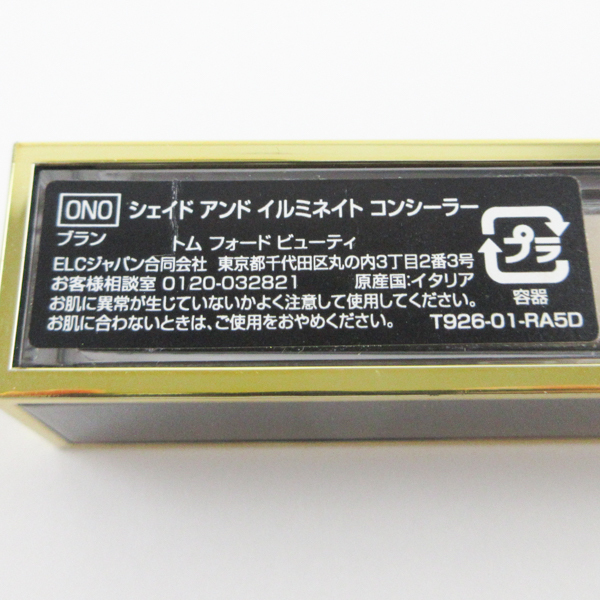 0N0 シェイド アンド イルミネイト コンシーラー
ブラン トム フォード ビューティ
ELCジャパン合同会社 東京都千代田区丸の内3丁目2番3号
お客様相談室 0120-032821 原産国:イタリア
お肌に異常が生じていないかよく注意して使用してください。
お肌に合わないときは、ご使用をおやめください。
プラ
容器
T926-01-RA5D